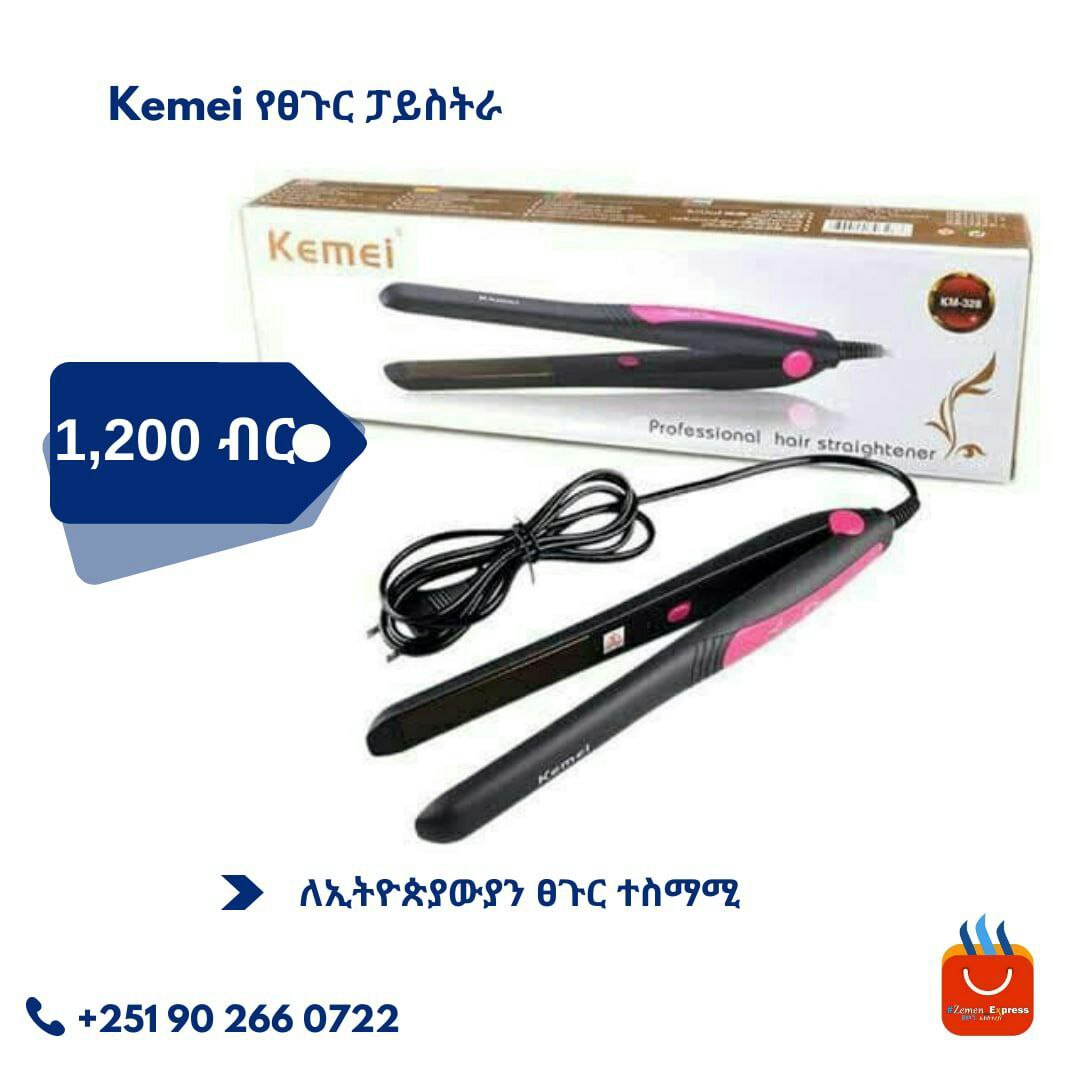 Kemei የፀጉር ፓይስትራ
Kemei
KM-328
Professional hair straightener
1,200 ብር
Kemei
ለኢትዮጵያውያን ፀጉር ተስማሚ
+251 90 266 0722
#Zemen Express